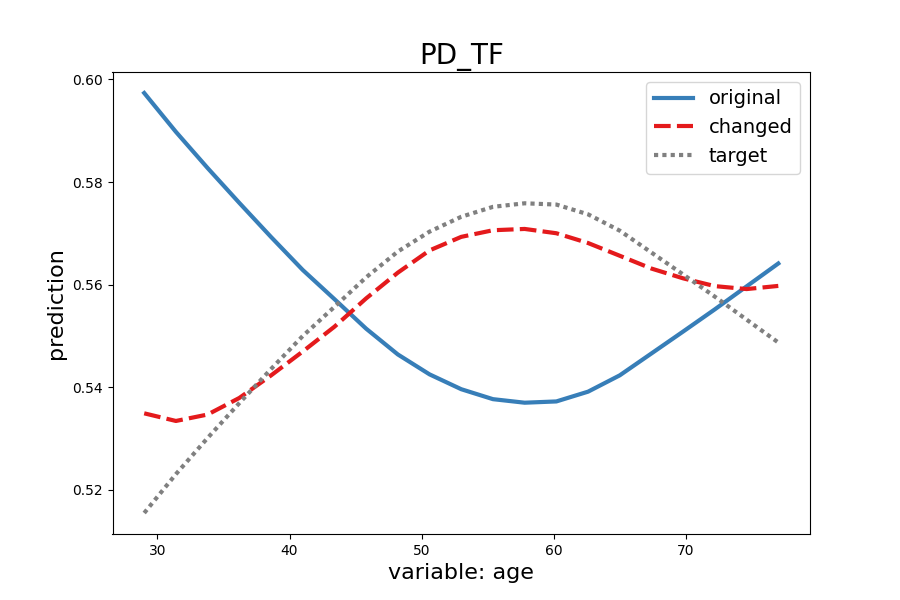 PD_TF
original
changed
target
prediction
0.60
0.58
0.56
0.54
0.52
30 40 50 60 70
variable: age